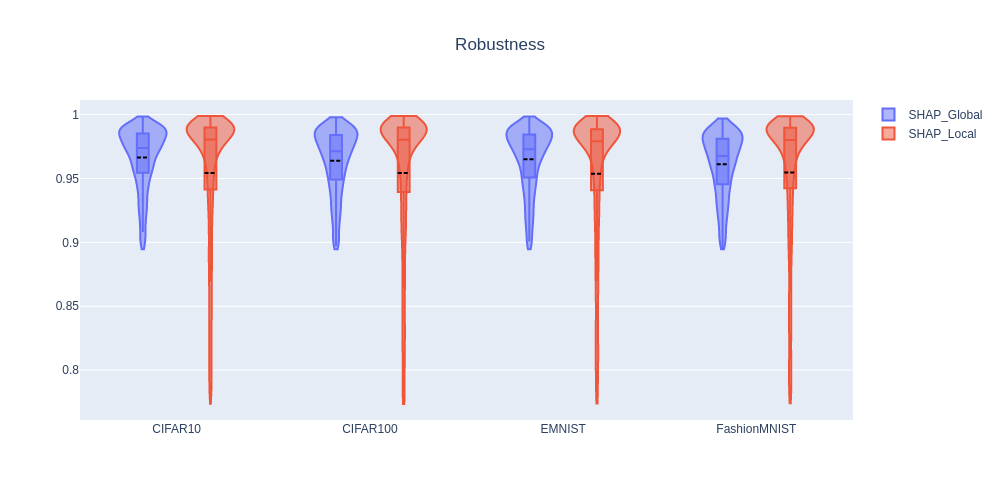 Robustness
1
0.95
0.9
0.85
0.8
CIFAR10
CIFAR100
EMNIST
FashionMNIST
SHAP_Global
SHAP_Local